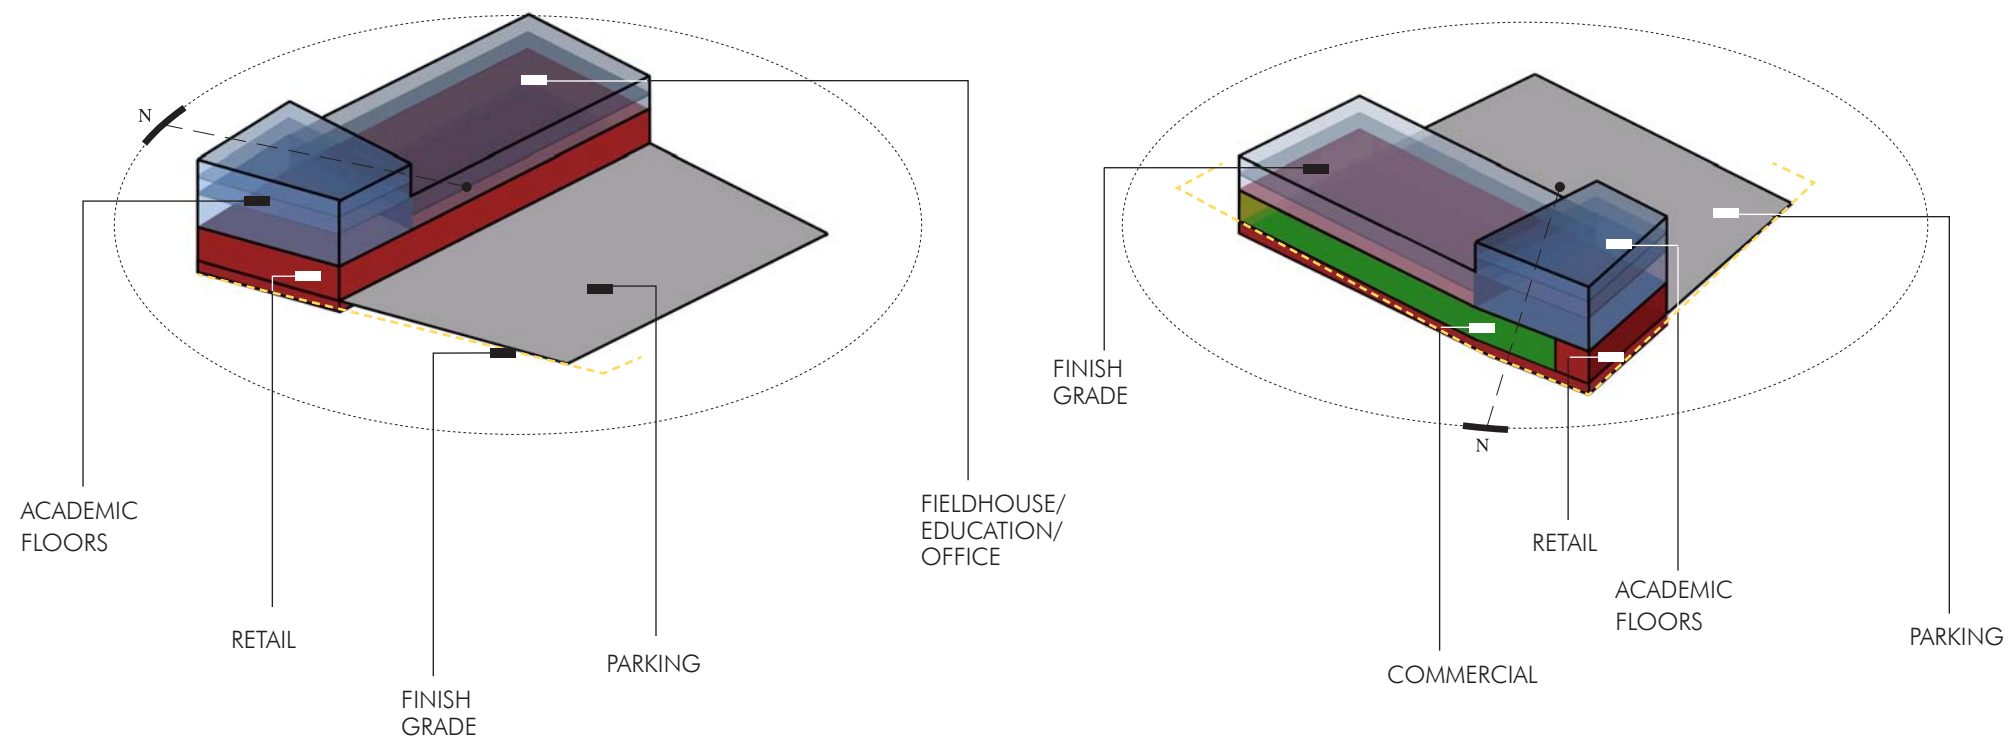 N
ACADEMIC
FLOORS
RETAIL
FINISH
GRADE
PARKING
FIELDHOUSE/
EDUCATION/
OFFICE
FINISH
GRADE
N
COMMERCIAL
RETAIL
ACADEMIC
FLOORS
PARKING